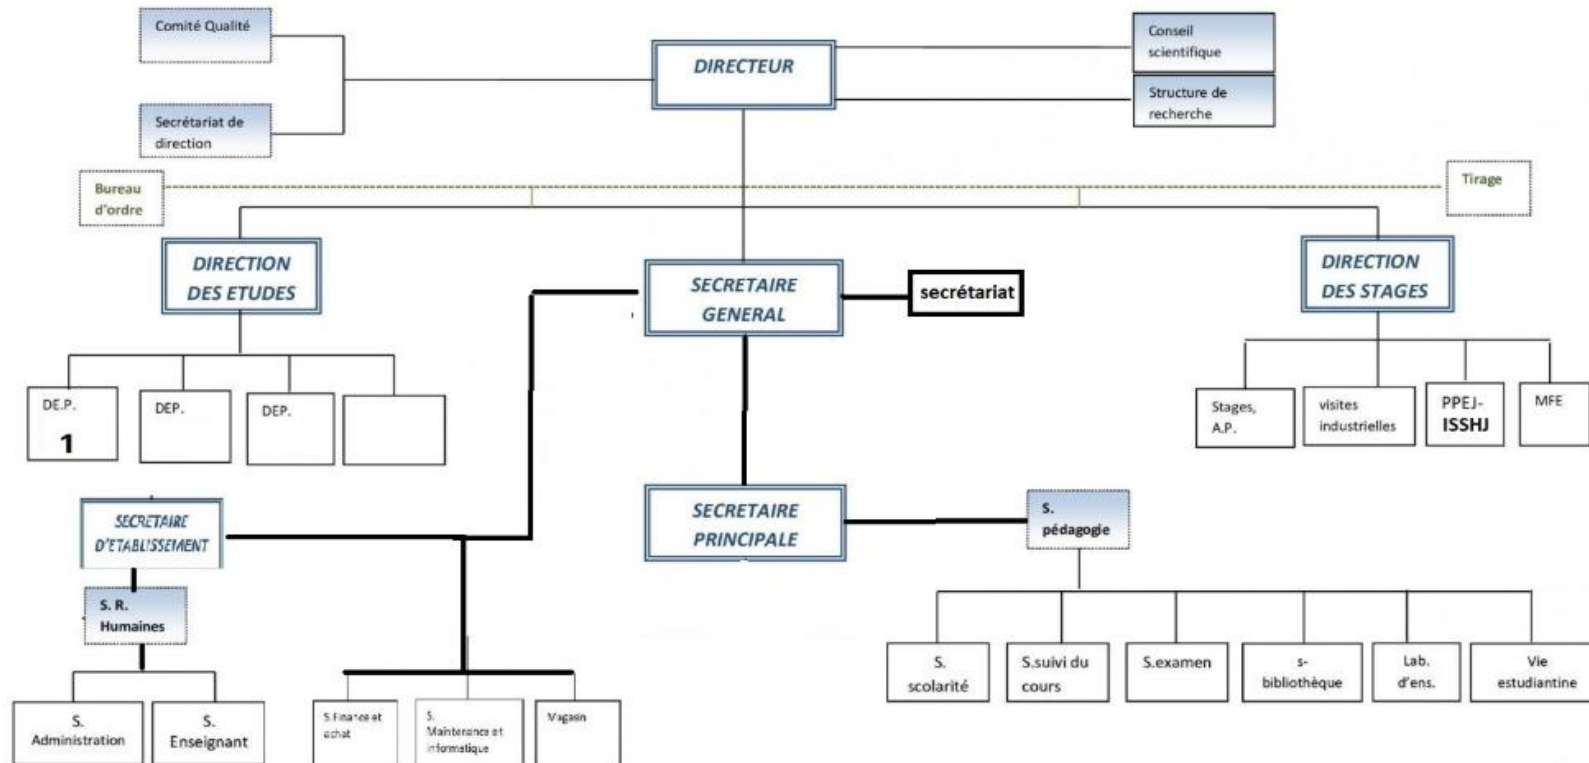 Comité Qualité
Secrétariat de
direction
DIRECTEUR
Conseil
scientifique
Structure de
recherche
Bureau
d'ordre
Tirage
DIRECTION
DES ETUDES
SECRETAIRE
GENERAL
secrétariat
DIRECTION
DES STAGES
DE.P.
1
DEP.
DEP.
Stages,
A.P.
visites
industrielles
PPEJ-
ISSHJ
MFE
SECRETAIRE
D'ETABLISSEMENT
SECRETAIRE
PRINCIPALE
S.
pédagogie
S. R.
Humaines
S.
scolarité
S.suivi du
cours
S.examen
s-
bibliothèque
Lab.
d'ens.
Vie
estudiantine
S.
Administration
S.
Enseignant
S.Finance et
achat
S.
Maintenance et
informatique
Magasin